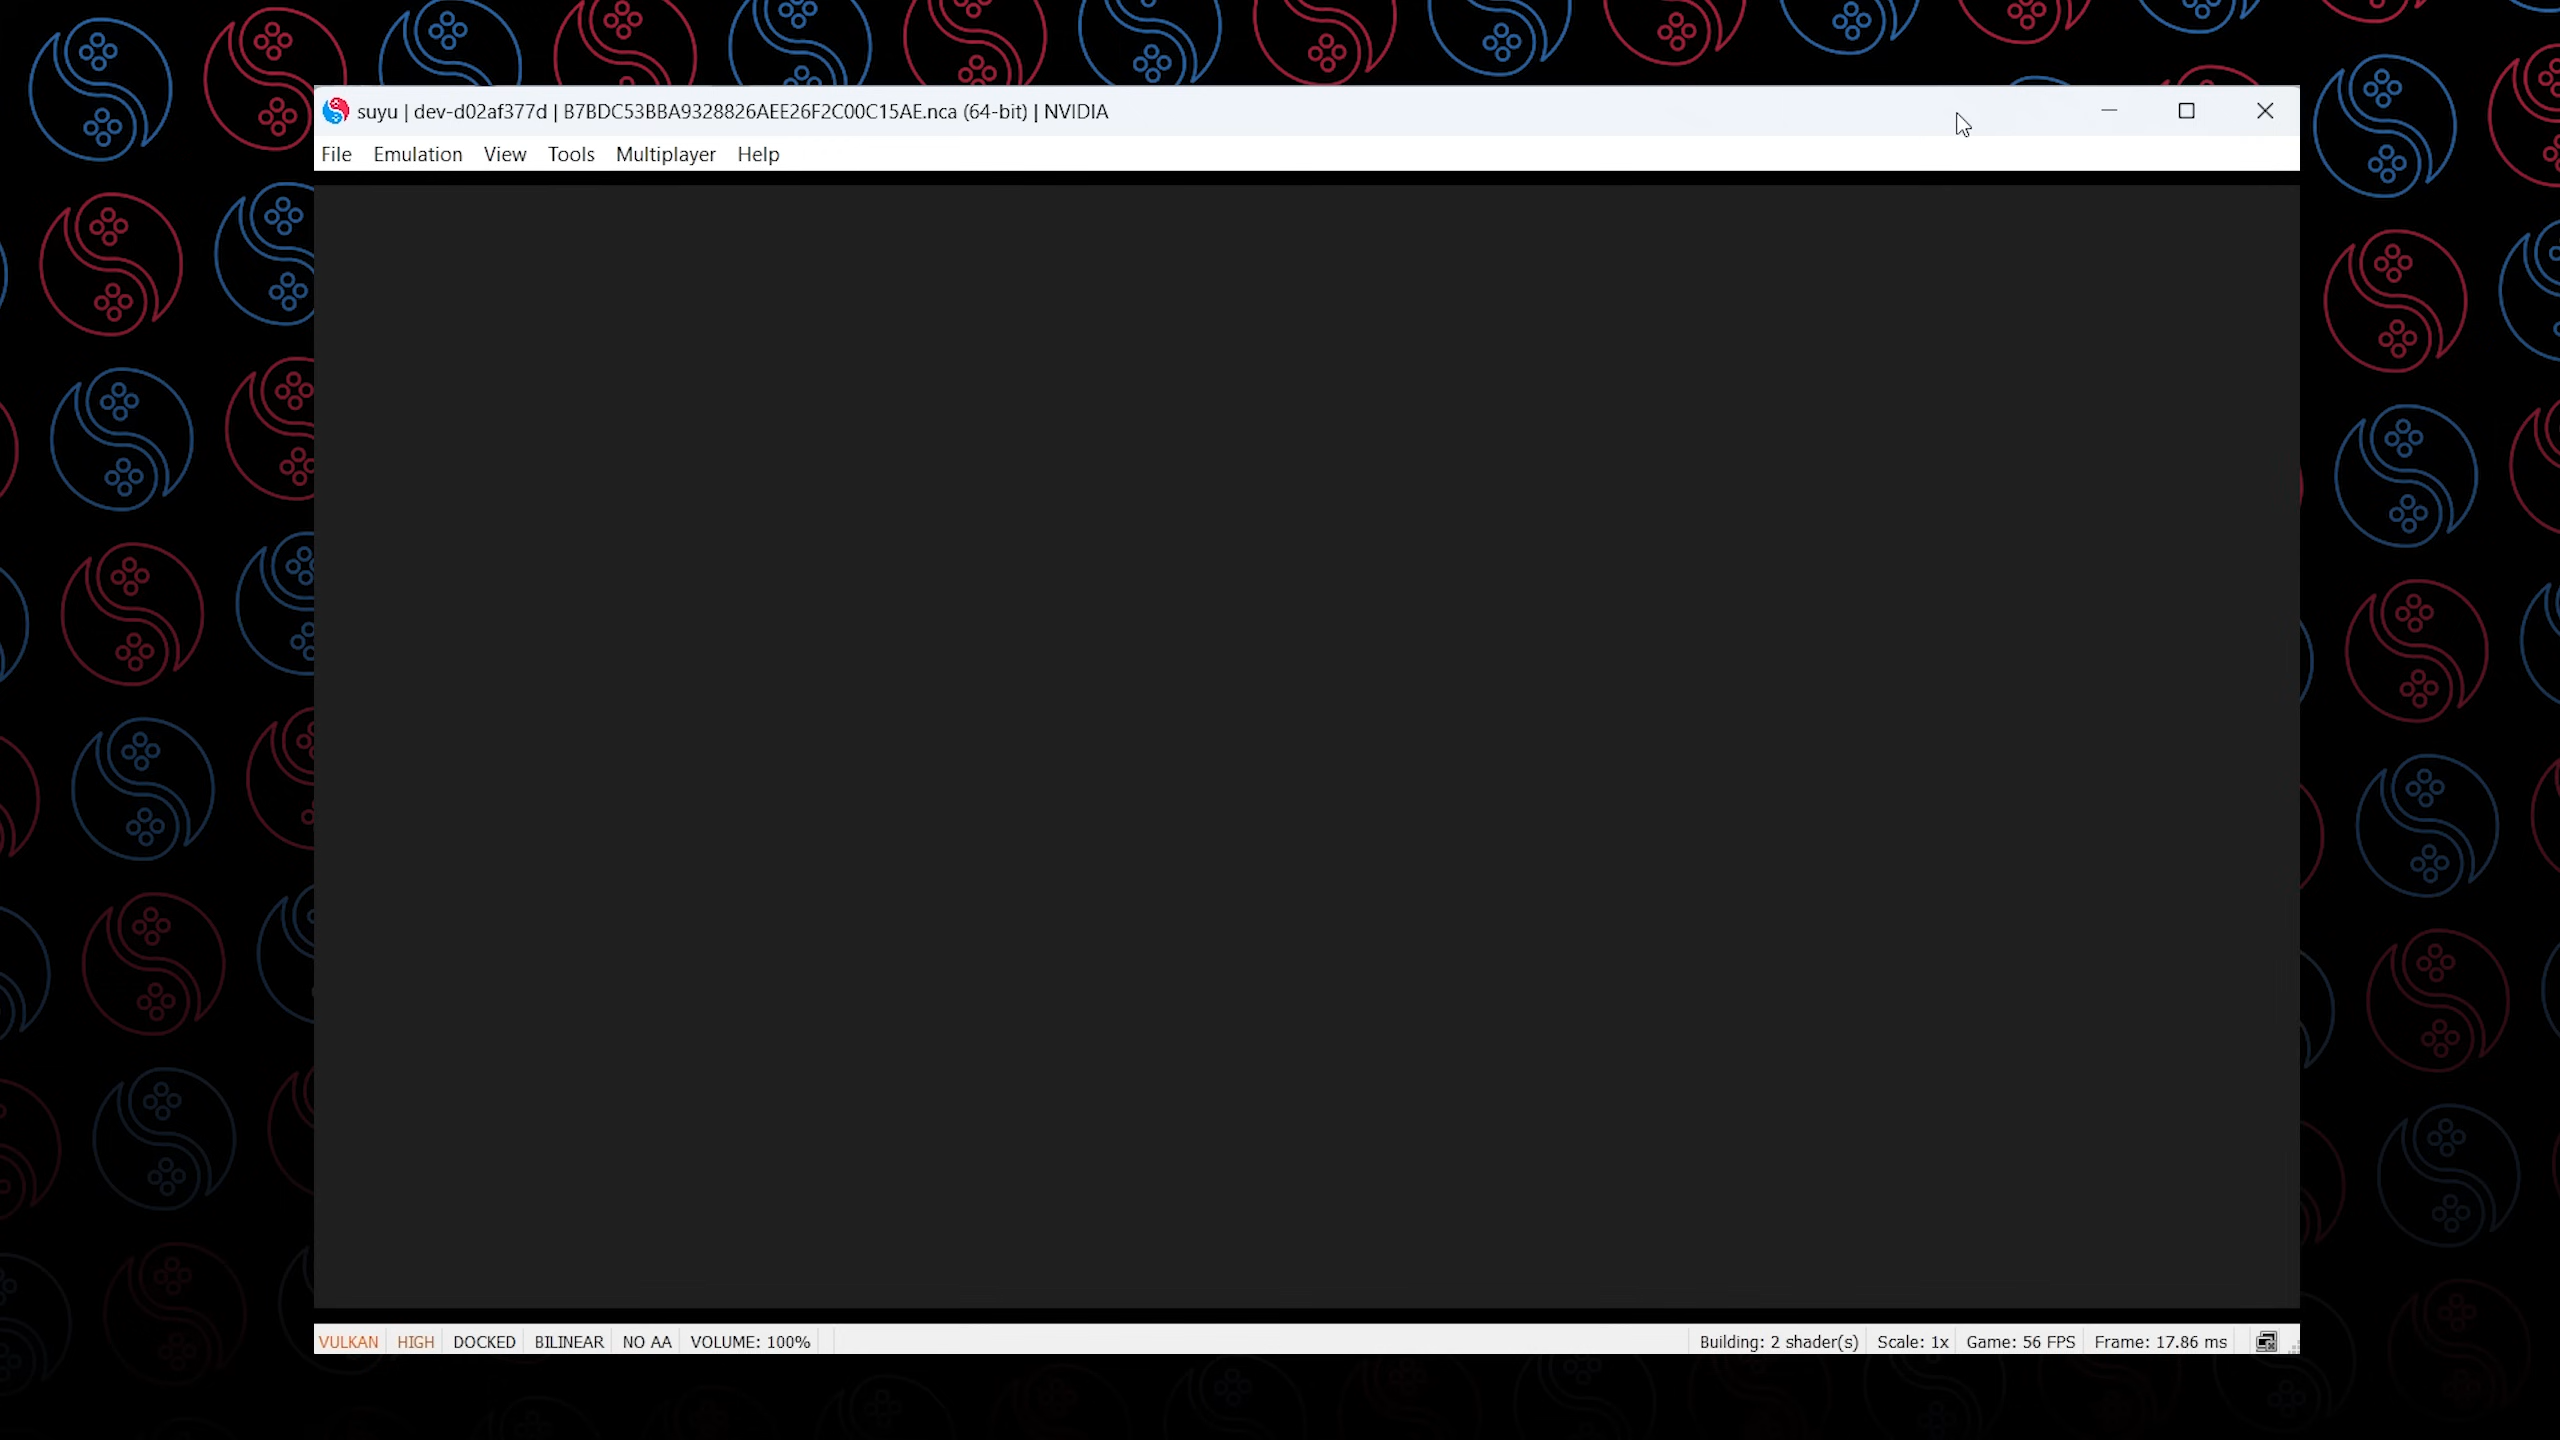 suyu | dev-d02af377d | B7BDC53BBA9328826AEE26F2C00C15AE.nca (64-bit) | NVIDIA
File Emulation View Tools Multiplayer Help
VULKAN HIGH DOCKED BILINEAR NO AA VOLUME: 100% Building: 2 shader(s) Scale: 1x Game: 56 FPS Frame: 17.86 ms